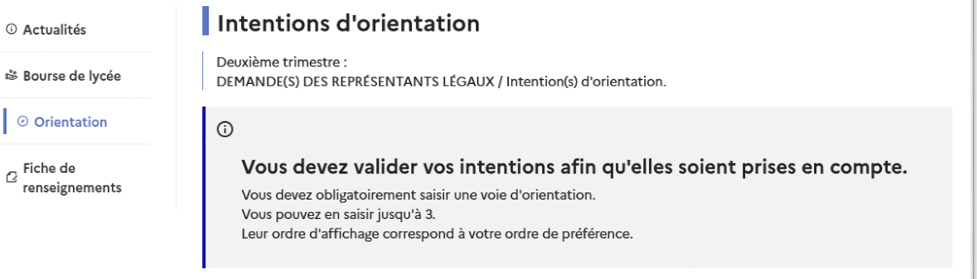 Actualités
Bourse de lycée
Orientation
Fiche de
renseignements
Intentions d'orientation
Deuxième trimestre :
DEMANDE(S) DES REPRÉSENTANTS LÉGAUX / Intention(s) d'orientation.
Vous devez valider vos intentions afin qu'elles soient prises en compte.
Vous devez obligatoirement saisir une voie d'orientation.
Vous pouvez en saisir jusqu'à 3.
Leur ordre d'affichage correspond à votre ordre de préférence.